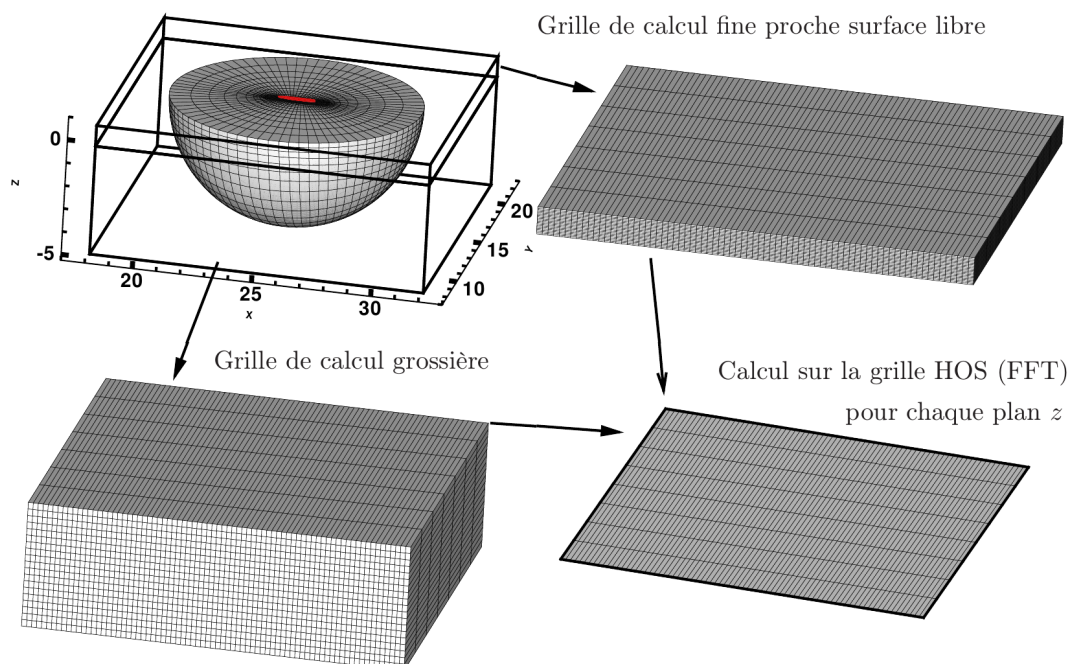 Grille de calcul fine proche surface libre
0
-5
z
20
25
30
x
10
15
20
Y
Grille de calcul grossière
Calcul sur la grille HOS (FFT)
pour chaque plan z